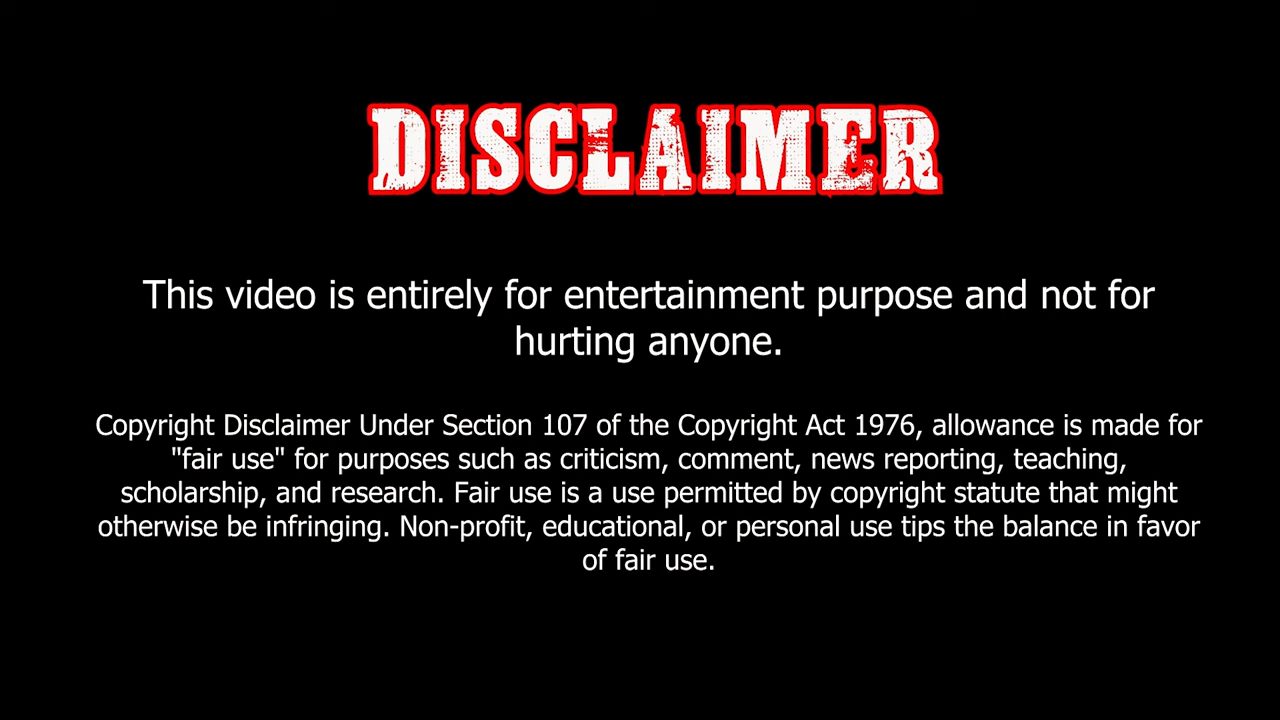 DISCLAIMER
This video is entirely for entertainment purpose and not for
hurting anyone.
Copyright Disclaimer Under Section 107 of the Copyright Act 1976, allowance is made for
"fair use" for purposes such as criticism, comment, news reporting, teaching,
scholarship, and research. Fair use is a use permitted by copyright statute that might
otherwise be infringing. Non-profit, educational, or personal use tips the balance in favor
of fair use.